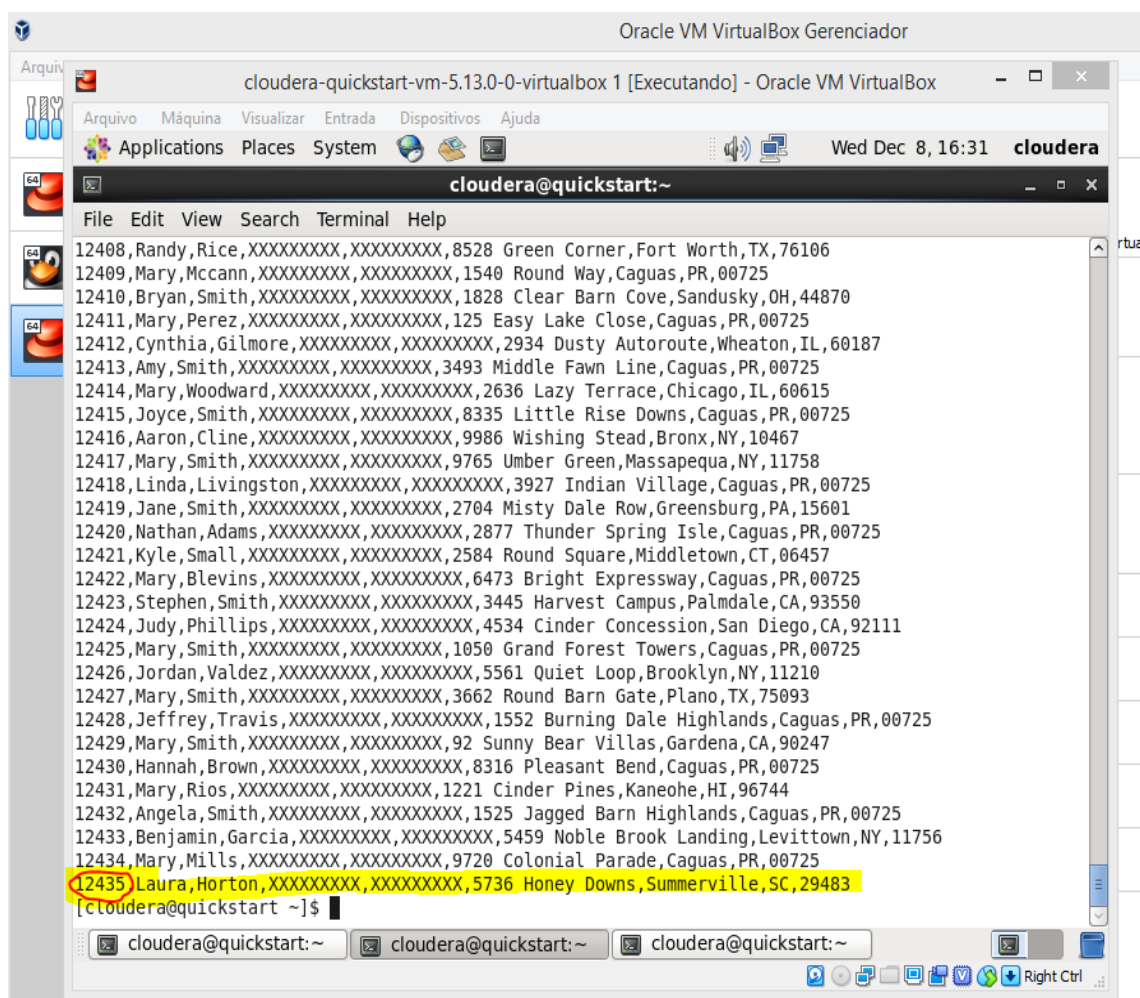 Oracle VM VirtualBox Gerenciador
Arquiv
cloudera-quickstart-vm-5.13.0-0-virtualbox 1 [Executando] - Oracle VM VirtualBox
Arquivo Máquina Visualizar Entrada Dispositivos Ajuda
Applications Places System Wed Dec 8, 16:31 cloudera
64
cloudera@quickstart:~
File Edit View Search Terminal Help
12408,Randy,Rice,XXXXXXXXX,XXXXXXXXX,8528 Green Corner,Fort Worth,TX,76106
rtua
12409,Mary,Mccann,XXXXXXXXX,XXXXXXXXX,1540 Round Way,Caguas,PR,00725
64
12410,Bryan,Smith,XXXXXXXXX,XXXXXXXXX,1828 Clear Barn Cove,Sandusky,OH,44870
12411,Mary,Perez,XXXXXXXXX,XXXXXXXXX,125 Easy Lake Close,Caguas,PR,00725
64
12412,Cynthia,Gilmore,XXXXXXXXX,XXXXXXXXX,2934 Dusty Autoroute,Wheaton,IL,60187
12413,Amy,Smith,XXXXXXXXX,XXXXXXXXX,3493 Middle Fawn Line,Caguas,PR,00725
12414,Mary,Woodward,XXXXXXXXX,XXXXXXXXX,2636 Lazy Terrace,Chicago,IL,60615
12415,Joyce,Smith,XXXXXXXXX,XXXXXXXXX,8335 Little Rise Downs,Caguas,PR,00725
12416,Aaron,Cline,XXXXXXXXX,XXXXXXXXX,9986 Wishing Stead,Bronx,NY,10467
12417,Mary,Smith,XXXXXXXXX,XXXXXXXXX,9765 Umber Green,Massapequa,NY,11758
12418,Linda,Livingston,XXXXXXXXX,XXXXXXXXX,3927 Indian Village,Caguas,PR,00725
12419,Jane,Smith,XXXXXXXXX,XXXXXXXXX,2704 Misty Dale Row,Greensburg,PA,15601
12420,Nathan,Adams,XXXXXXXXX,XXXXXXXXX,2877 Thunder Spring Isle,Caguas,PR,00725
12421,Kyle,Small,XXXXXXXXX,XXXXXXXXX,2584 Round Square,Middletown,CT,06457
12422,Mary,Blevins,XXXXXXXXX,XXXXXXXXX,6473 Bright Expressway,Caguas,PR,00725
12423,Stephen,Smith,XXXXXXXXX,XXXXXXXXX,3445 Harvest Campus,Palmdale,CA,93550
12424,Judy,Phillips,XXXXXXXXX,XXXXXXXXX,4534 Cinder Concession,San Diego,CA,92111
12425,Mary,Smith,XXXXXXXXX,XXXXXXXXX,1050 Grand Forest Towers,Caguas,PR,00725
12426,Jordan,Valdez,XXXXXXXXX,XXXXXXXXX,5561 Quiet Loop,Brooklyn,NY,11210
12427,Mary,Smith,XXXXXXXXX,XXXXXXXXX,3662 Round Barn Gate,Plano,TX,75093
12428,Jeffrey,Travis,XXXXXXXXX,XXXXXXXXX,1552 Burning Dale Highlands,Caguas,PR,00725
12429,Mary,Smith,XXXXXXXXX,XXXXXXXXX,92 Sunny Bear Villas,Gardena,CA,90247
12430,Hannah,Brown,XXXXXXXXX,XXXXXXXXX,8316 Pleasant Bend,Caguas,PR,00725
12431,Mary,Rios,XXXXXXXXX,XXXXXXXXX,1221 Cinder Pines,Kaneohe,HI,96744
12432,Angela,Smith,XXXXXXXXX,XXXXXXXXX,1525 Jagged Barn Highlands,Caguas,PR,00725
12433,Benjamin,Garcia,XXXXXXXXX,XXXXXXXXX,5459 Noble Brook Landing,Levittown,NY,11756
12434,Mary,Mills,XXXXXXXXX,XXXXXXXXX,9720 Colonial Parade,Caguas,PR,00725
12435,Laura,Horton,XXXXXXXXX,XXXXXXXXX,5736 Honey Downs,Summerville,SC,29483
[cloudera@quickstart ~]$
cloudera@quickstart:~ cloudera@quickstart:~ cloudera@quickstart:~
Right Ctrl